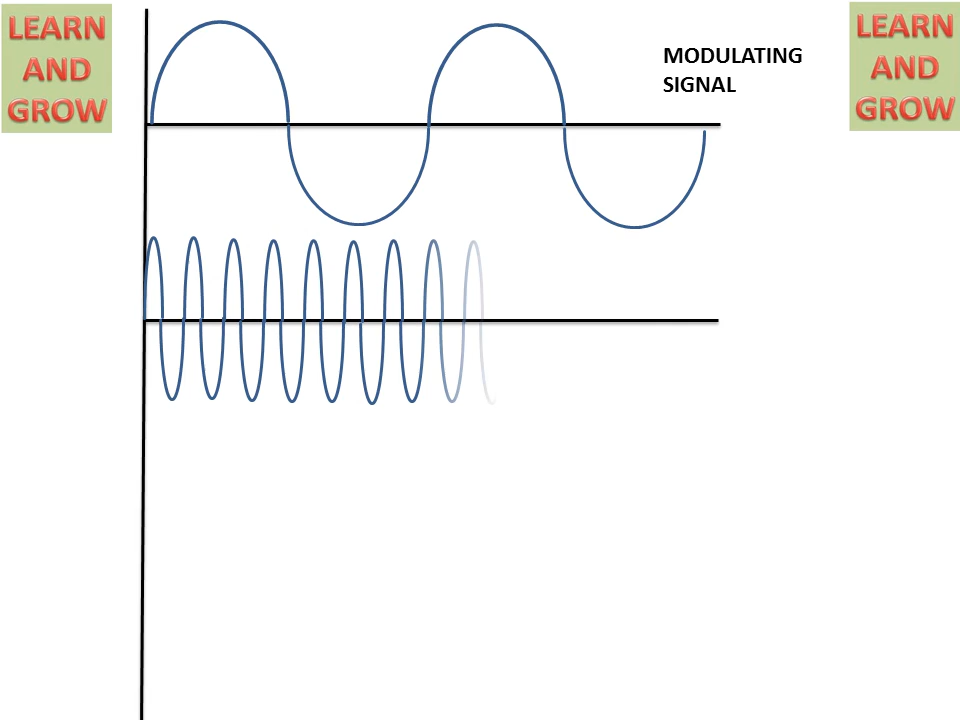 LEARN
AND
GROW
MODULATING
SIGNAL
LEARN
AND
GROW